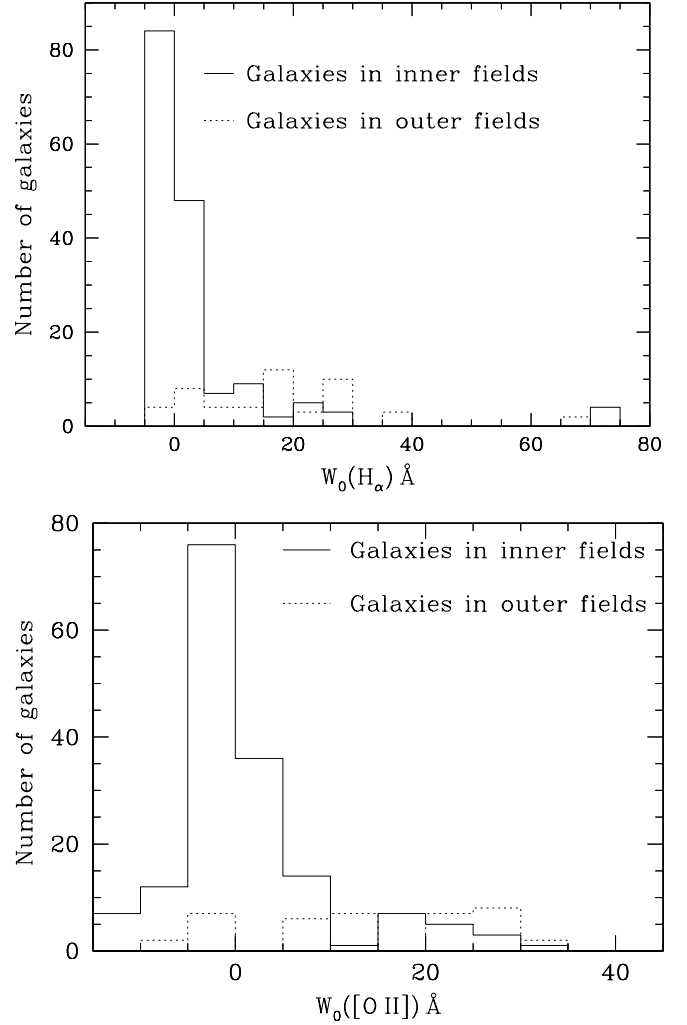 80
60
40
20
0
Number of galaxies
Galaxies in inner fields
Galaxies in outer fields
0 20 40 60 80
W₀(Hα) Å
80
60
40
20
0
Number of galaxies
Galaxies in inner fields
Galaxies in outer fields
0 20 40
W₀([O II]) Å